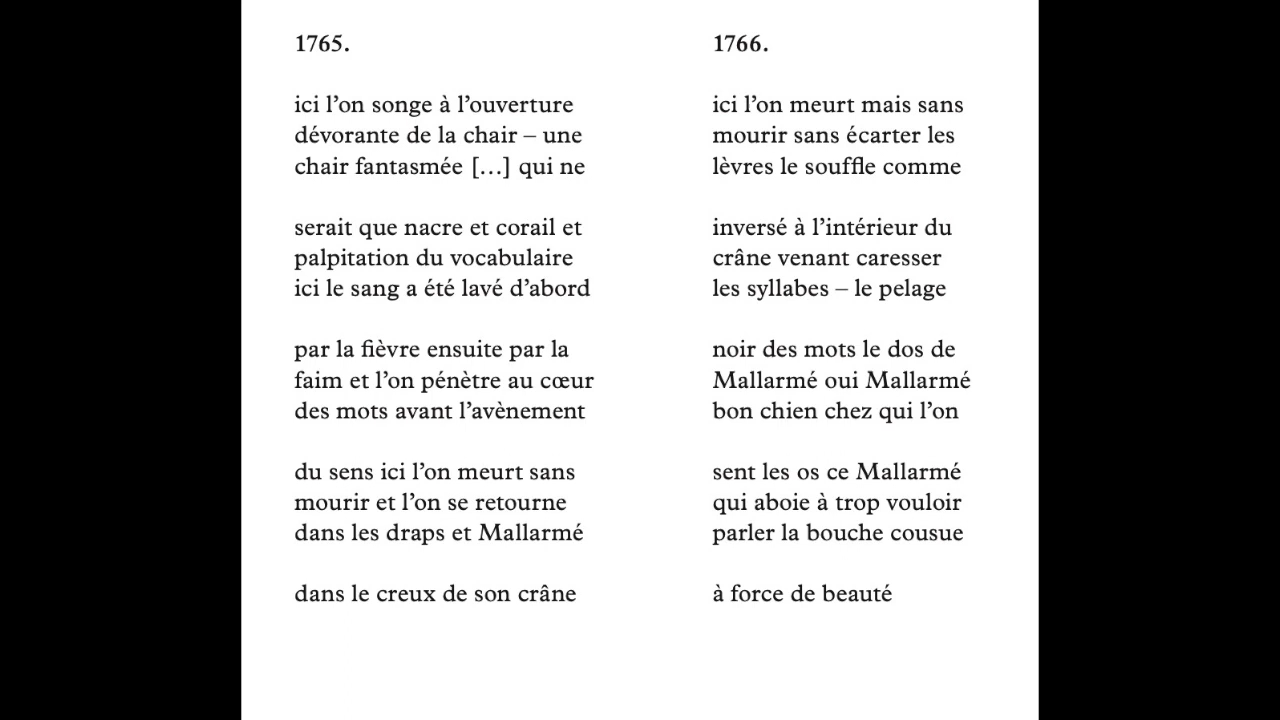 1765.
ici l’on songe à l’ouverture
dévorante de la chair – une
chair fantasmée […] qui ne
serait que nacre et corail et
palpitation du vocabulaire
ici le sang a été lavé d’abord
par la fièvre ensuite par la
faim et l’on pénètre au cœur
des mots avant l’avènement
du sens ici l’on meurt sans
mourir et l’on se retourne
dans les draps et Mallarmé
dans le creux de son crâne
1766.
ici l’on meurt mais sans
mourir sans écarter les
lèvres le souffle comme
inversé à l’intérieur du
crâne venant caresser
les syllabes – le pelage
noir des mots le dos de
Mallarmé oui Mallarmé
bon chien chez qui l’on
sent les os ce Mallarmé
qui aboie à trop vouloir
parler la bouche cousue
à force de beauté